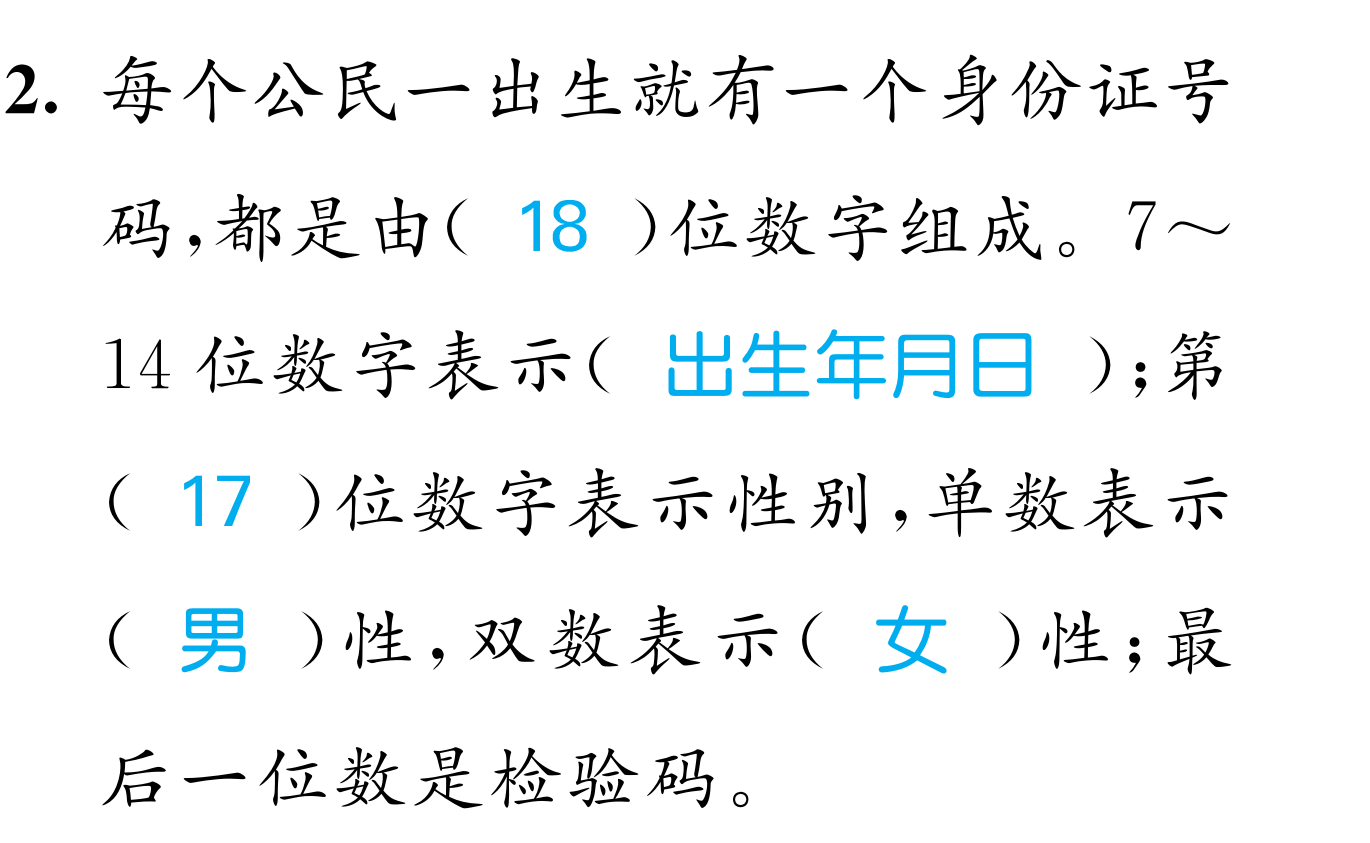 2. 每个公民一出生就有一个身份证号
码,都是由( 18 )位数字组成。7～
14 位数字表示( 出生年月日 );第
( 17 )位数字表示性别,单数表示
( 男 )性,双数表示( 女 )性;最
后一位数是检验码。